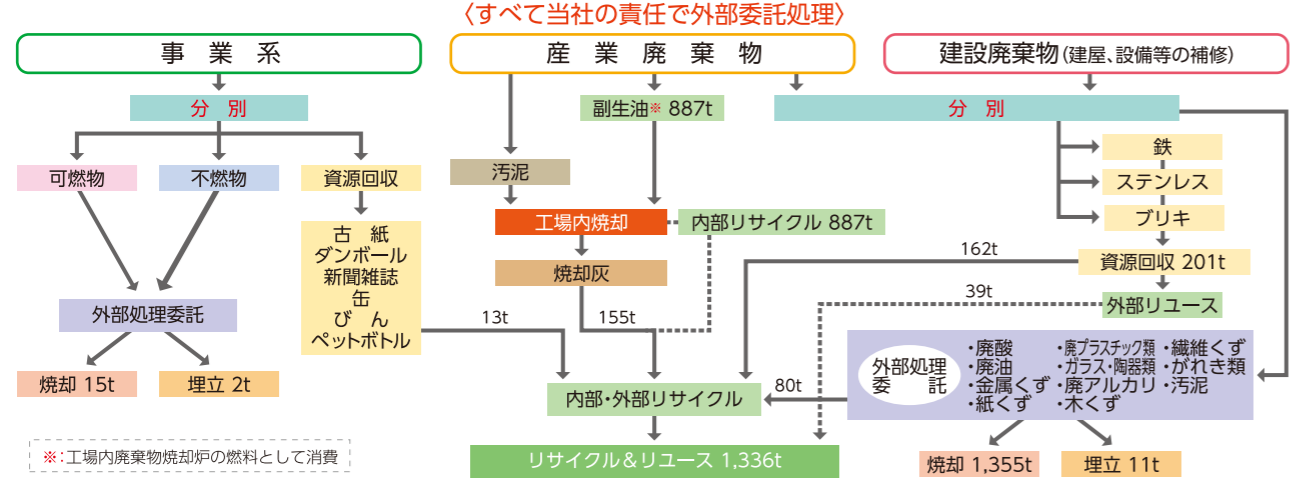 〈すべて当社の責任で外部委託処理〉
事業系
産業廃棄物
建設廃棄物(建屋、設備等の補修)
分別
副生油※ 887t
分別
可燃物
不燃物
資源回収
汚泥
鉄
ステンレス
ブリキ
工場内焼却
内部リサイクル 887t
古紙
ダンボール
新聞雑誌
缶
びん
ペットボトル
焼却灰
162t
資源回収 201t
39t
外部リユース
外部処理委託
13t
155t
焼却 15t
埋立 2t
内部・外部リサイクル
80t
外部処理
委託
・廃酸
・廃油
・金属くず
・紙くず
・廃プラスチック類
・ガラス・陶器類
・廃アルカリ
・木くず
・繊維くず
・がれき類
・汚泥
※:工場内廃棄物焼却炉の燃料として消費
リサイクル&リユース 1,336t
焼却 1,355t
埋立 11t